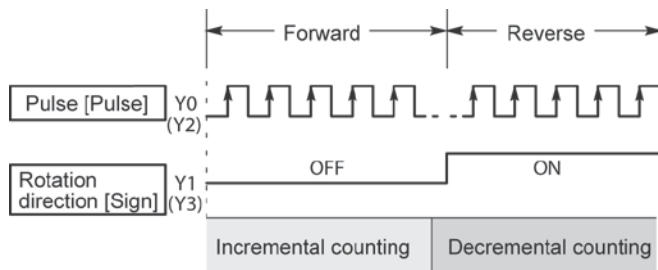 Forward Reverse
Pulse [Pulse] Y0
(Y2)
OFF ON
Rotation Y1
direction [Sign] (Y3)
Incremental counting Decremental counting